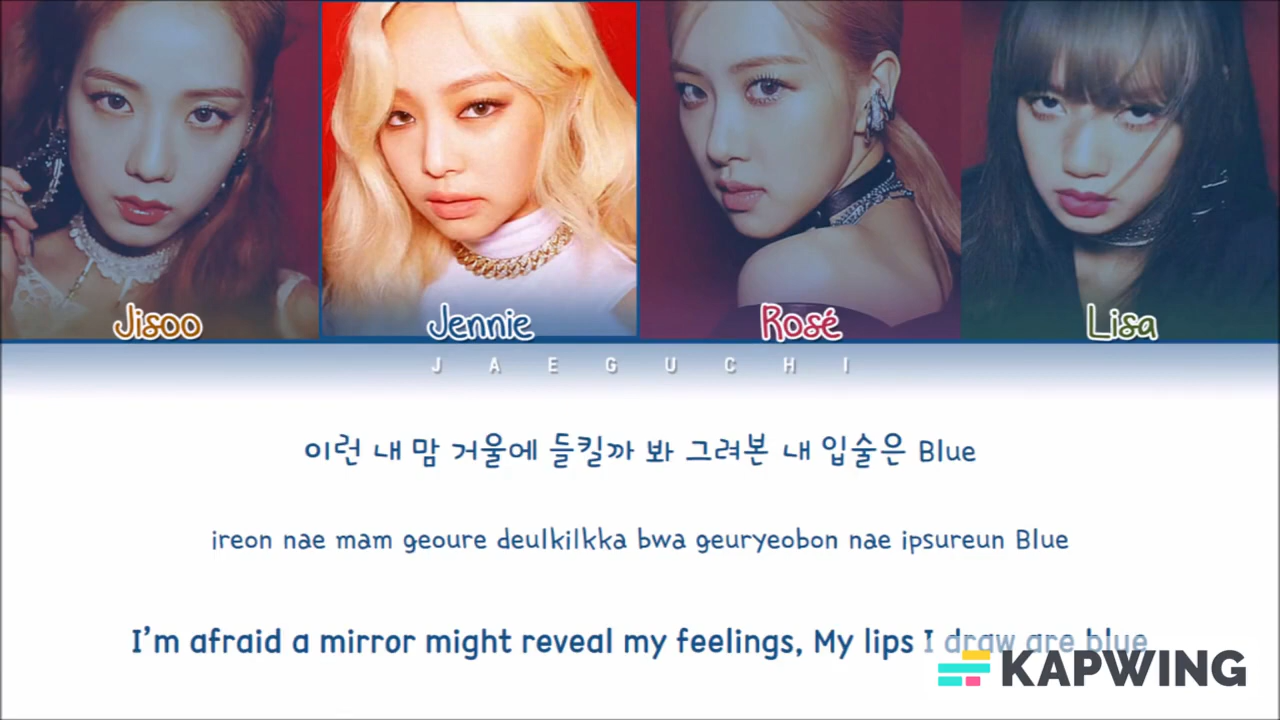 Jisoo Jennie Rosé Lisa
JAEGUCHI
이런 내 맘 거울에 들킬까 봐 그려본 내 입술은 Blue
ireon nae mam geoure deulkilkka bwa geuryeobon nae ipsureun Blue
I'm afraid a mirror might reveal my feelings, My lips I draw are blue
KAPWING